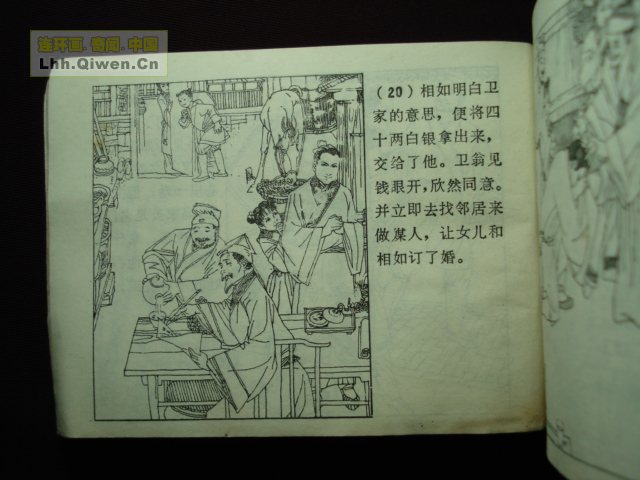 连环画.奇闻.中国
Lhh.Qiwen.Cn
（20）相如明白卫
家的意思，便将四
十两白银拿出来，
交给了他。卫翁见
钱眼开，欣然同意。
并立即去找邻居来
做媒人，让女儿和
相如订了婚。